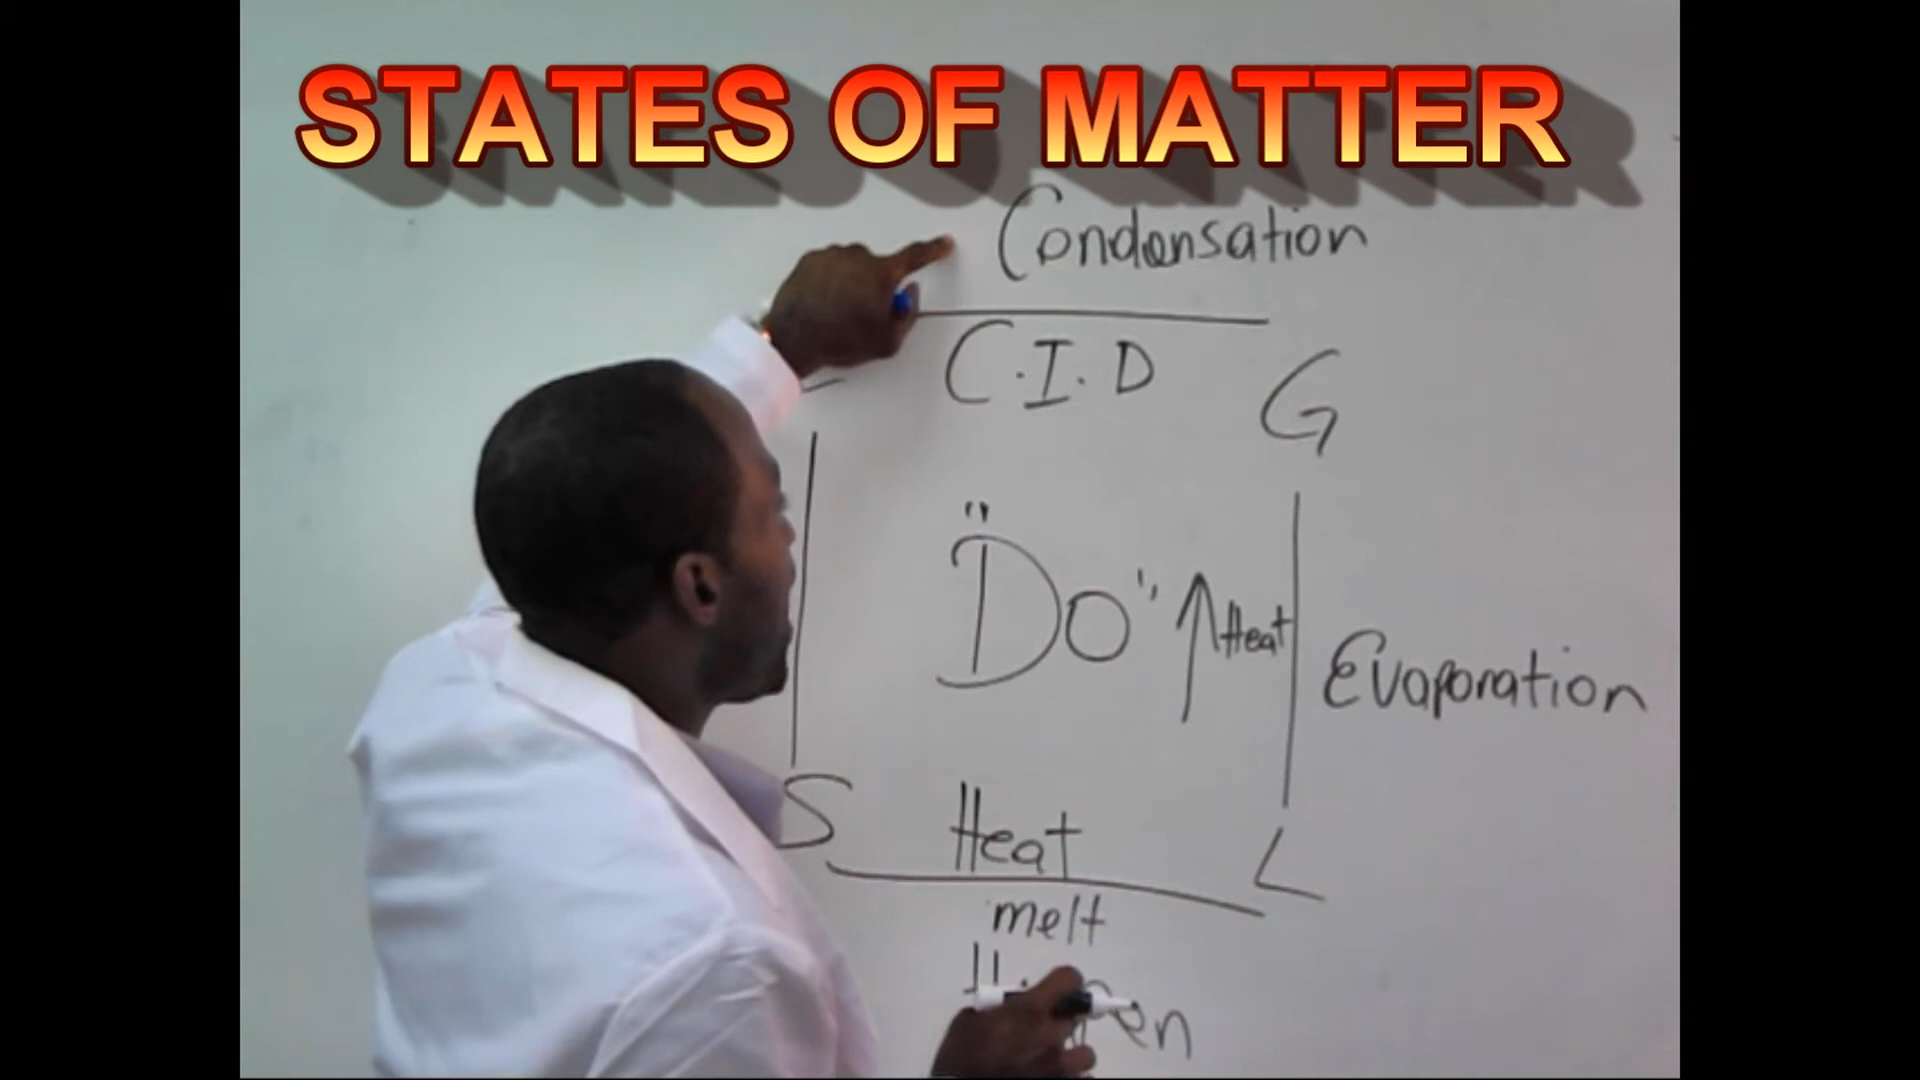 STATES OF MATTER
Condensation
C.I.D
G
"Do"
Heat
Evaporation
S
Heat
L
melt